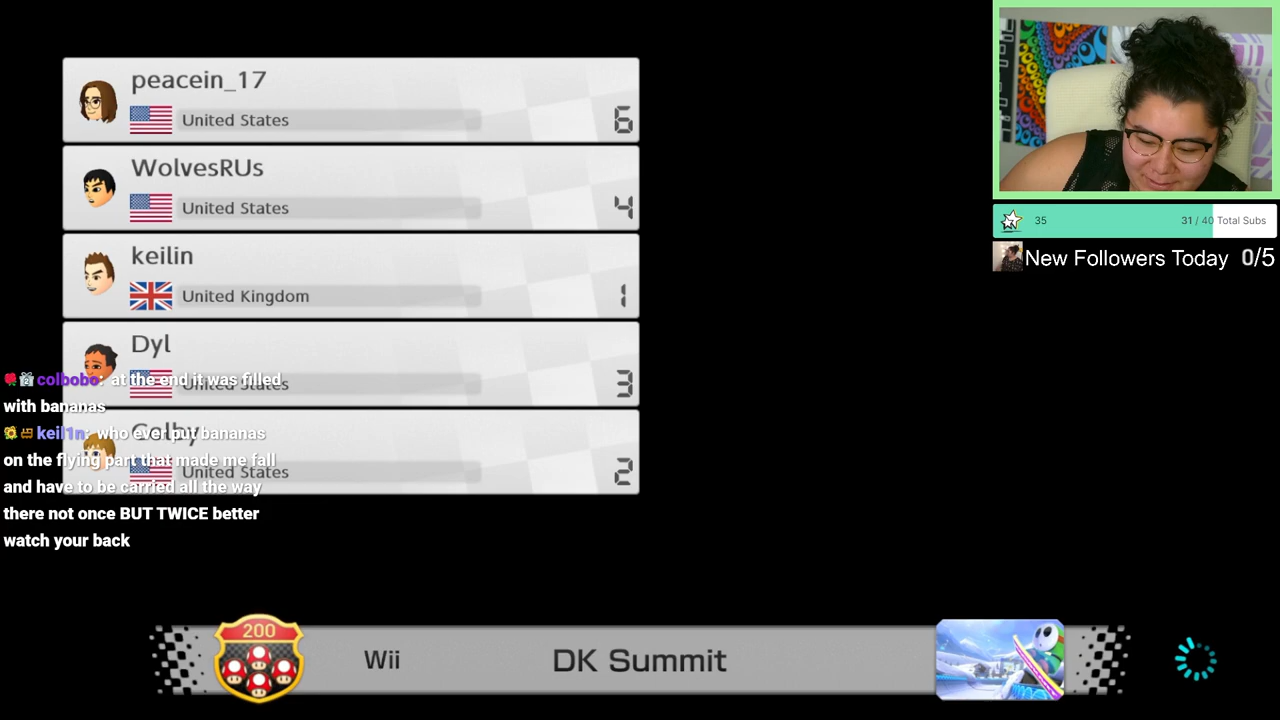 peacein_17
United States
6
WolvesRUs
United States
4
keilin
United Kingdom
1
Dyl
United States
3
Colby
United States
2
colbobo: at the end it was filled
with bananas
keil1n: who ever put bananas
on the flying part that made me fall
and have to be carried all the way
there not once BUT TWICE better
watch your back
35
31 / 40 Total Subs
New Followers Today 0/5
200
Wii
DK Summit